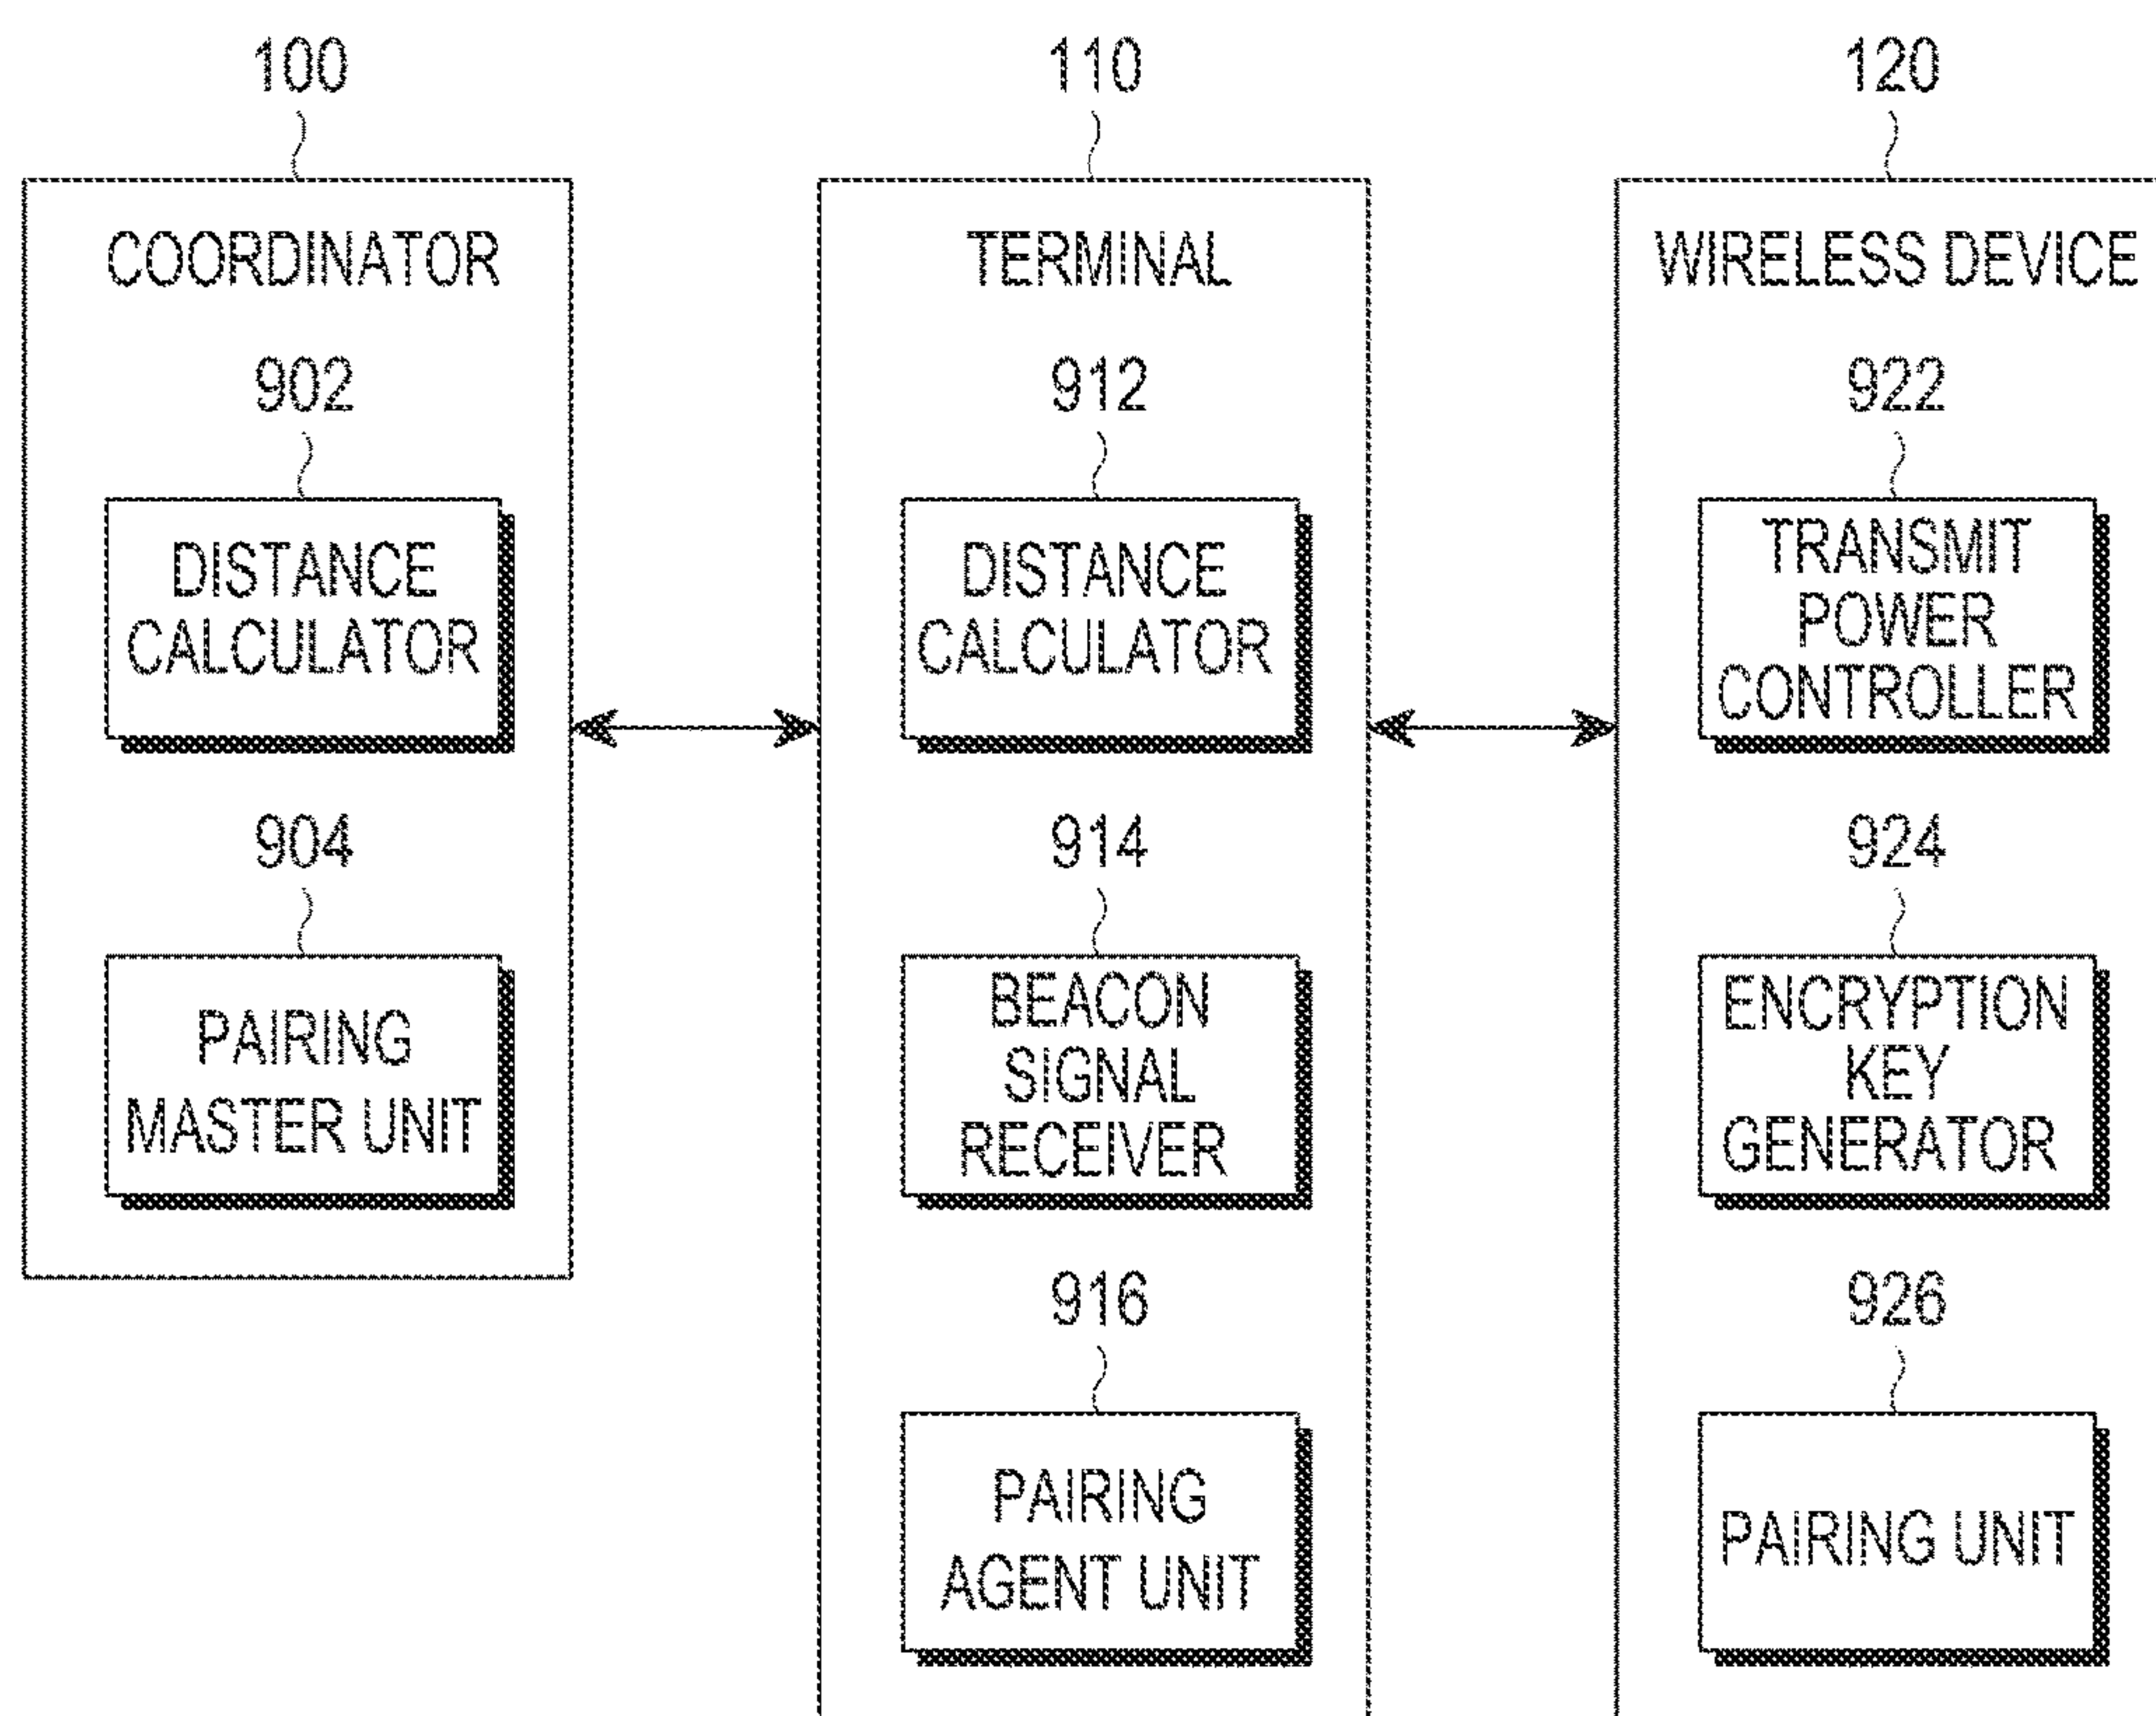 100
110
120
COORDINATOR
TERMINAL
WIRELESS DEVICE
902
912
922
DISTANCE
CALCULATOR
DISTANCE
CALCULATOR
TRANSMIT
POWER
CONTROLLER
904
914
924
PAIRING
MASTER UNIT
BEACON
SIGNAL
RECEIVER
ENCRYPTION
KEY
GENERATOR
916
926
PAIRING
AGENT UNIT
PAIRING UNIT